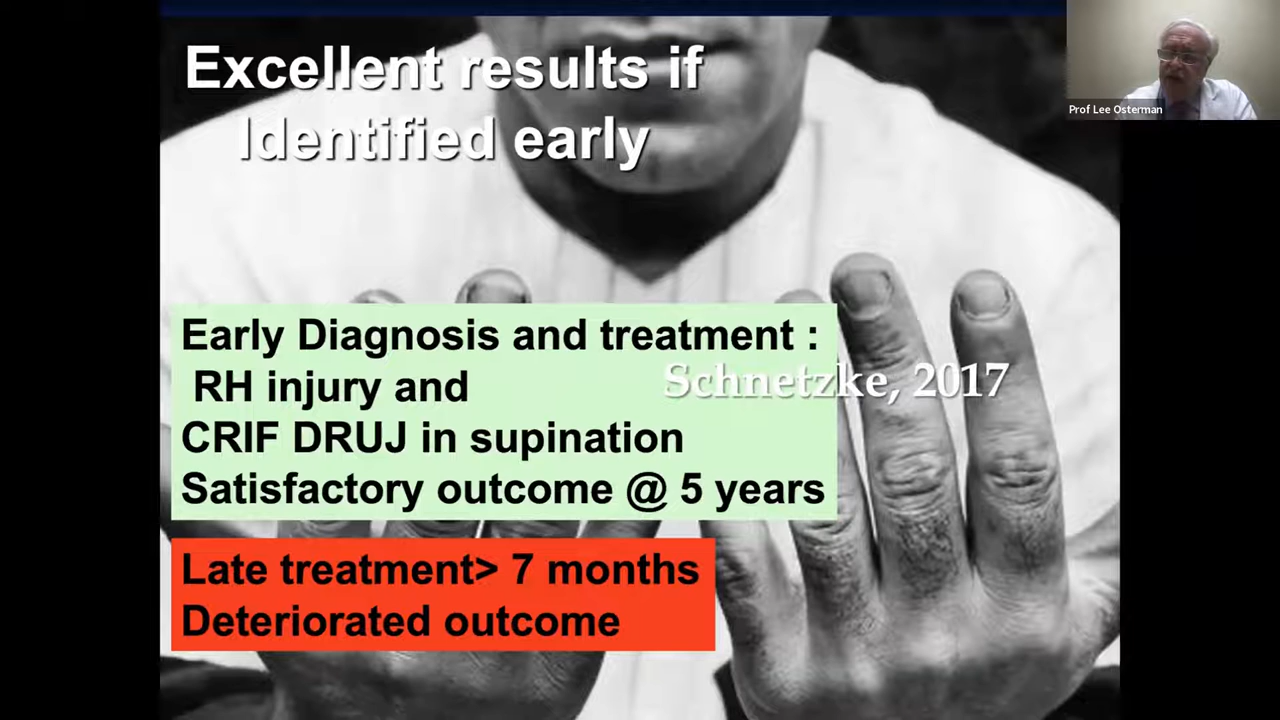 Excellent results if
Identified early
Prof Lee Osterman
Early Diagnosis and treatment :
RH injury and
Schnetzke, 2017
CRIF DRUJ in supination
Satisfactory outcome @ 5 years
Late treatment> 7 months
Deteriorated outcome